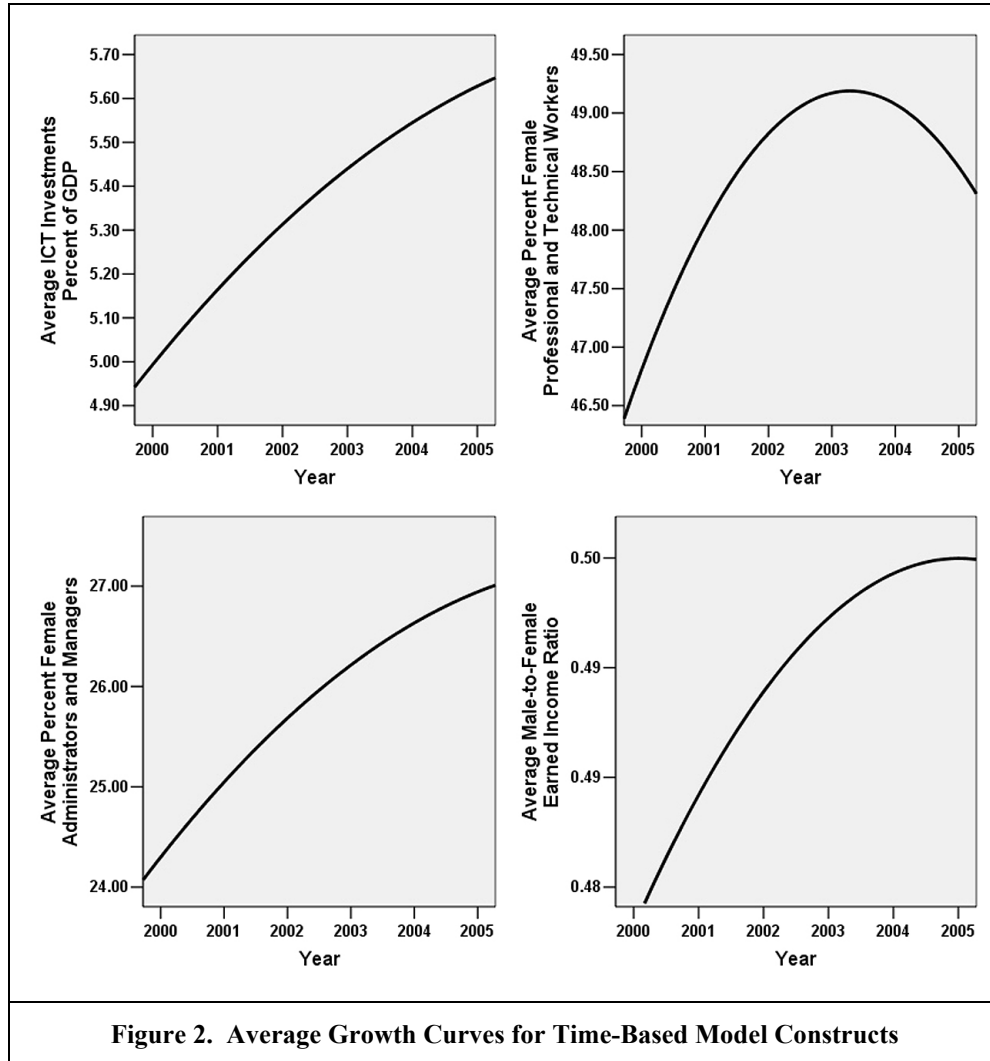 Average ICT Investments
Percent of GDP
5.70
5.60
5.50
5.40
5.30
5.20
5.10
5.00
4.90
2000 2001 2002 2003 2004 2005
Year
Average Percent Female
Professional and Technical Workers
49.50
49.00
48.50
48.00
47.50
47.00
46.50
2000 2001 2002 2003 2004 2005
Year
Average Percent Female
Administrators and Managers
27.00
26.00
25.00
24.00
2000 2001 2002 2003 2004 2005
Year
Average Male-to-Female
Earned Income Ratio
0.50
0.49
0.49
0.48
2000 2001 2002 2003 2004 2005
Year
Figure 2. Average Growth Curves for Time-Based Model Constructs